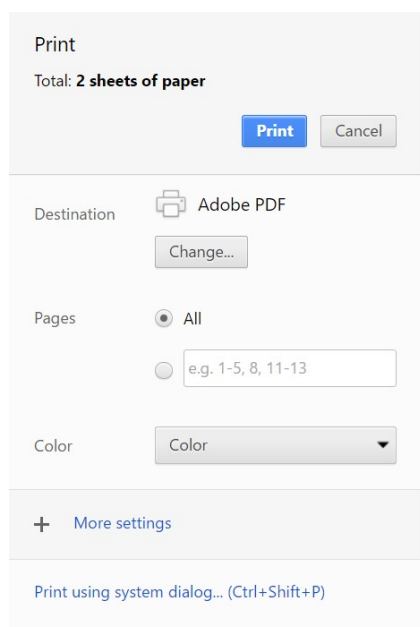 Print
Total: 2 sheets of paper
Print Cancel
Destination Adobe PDF
Change...
Pages All
e.g. 1-5, 8, 11-13
Color Color
+ More settings
Print using system dialog... (Ctrl+Shift+P)